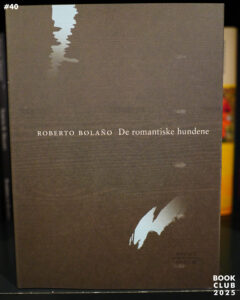 #40
ROBERTO BOLAÑO De romantiske hundene
BOOK
CLUB
2025